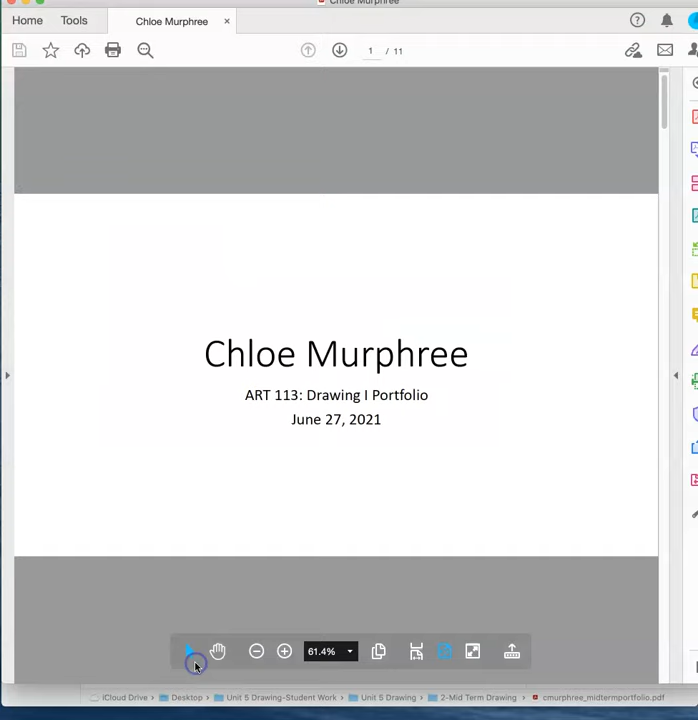 Chloe Murphree
Home Tools Chloe Murphree ×
1 / 11
Chloe Murphree
ART 113: Drawing I Portfolio
June 27, 2021
61.4%
iCloud Drive › Desktop › Unit 5 Drawing-Student Work › Unit 5 Drawing › 2-Mid Term Drawing › cmurphree_midtermportfolio.pdf